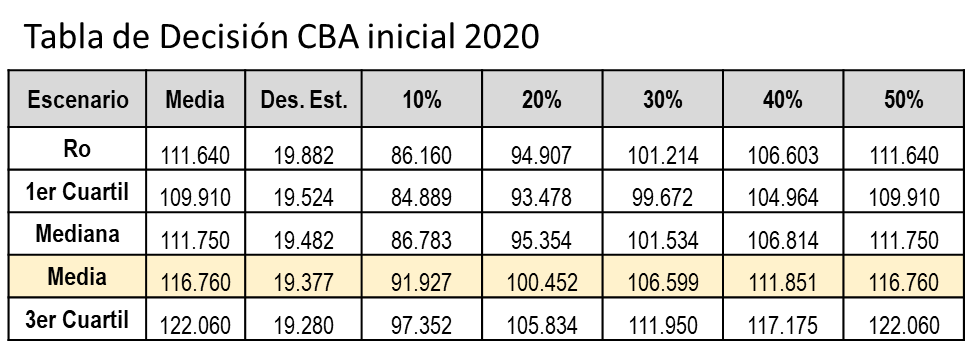 Tabla de Decisión CBA inicial 2020
Escenario Media Des. Est. 10% 20% 30% 40% 50%
Ro 111.640 19.882 86.160 94.907 101.214 106.603 111.640
1er Cuartil 109.910 19.524 84.889 93.478 99.672 104.964 109.910
Mediana 111.750 19.482 86.783 95.354 101.534 106.814 111.750
Media 116.760 19.377 91.927 100.452 106.599 111.851 116.760
3er Cuartil 122.060 19.280 97.352 105.834 111.950 117.175 122.060